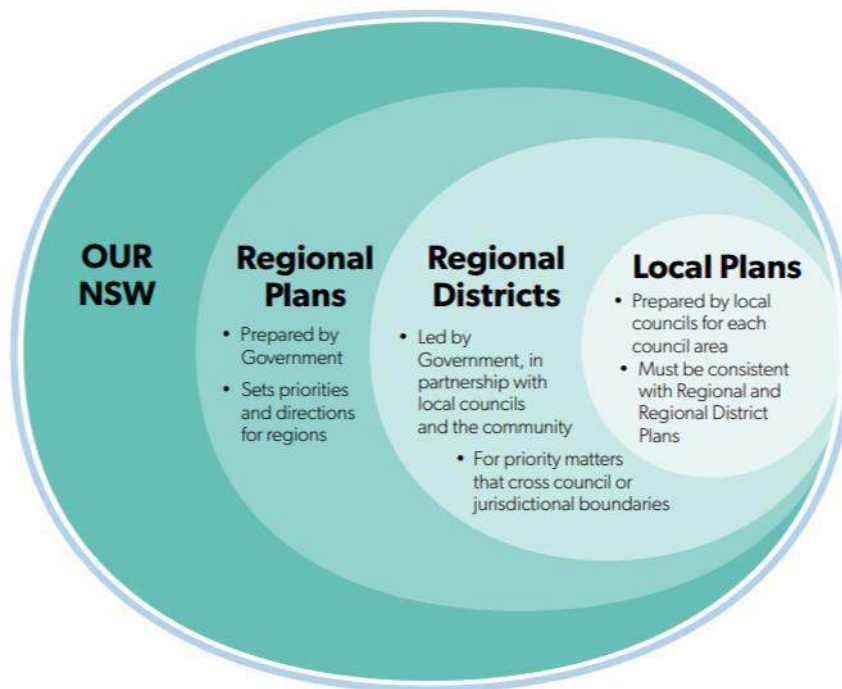 OUR
NSW
Regional
Plans
• Prepared by
Government
• Sets priorities
and directions
for regions
Regional
Districts
• Led by
Government, in
partnership with
local councils
and the community
• For priority matters
that cross council or
jurisdictional boundaries
Local Plans
• Prepared by local
councils for each
council area
• Must be consistent
with Regional and
Regional District
Plans